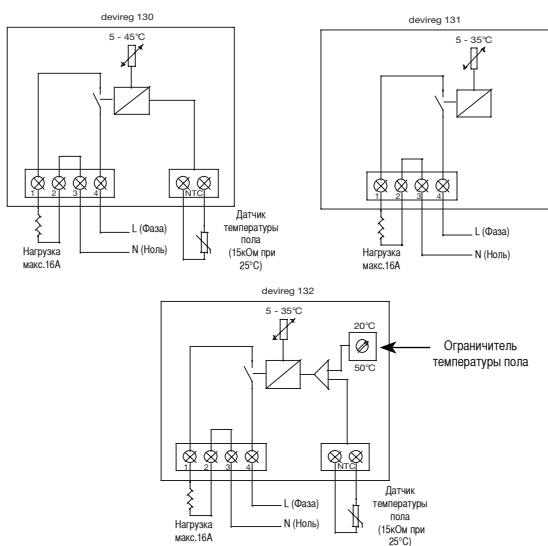 devireg 130
5 - 45°C
1 2 3 4
NTC
L (Фаза)
N (Ноль)
Нагрузка
макс.16А
Датчик
температуры
пола
(15кОм при
25°C)
devireg 131
5 - 35°C
1 2 3 4
L (Фаза)
N (Ноль)
Нагрузка
макс.16А
devireg 132
5 - 35°C
20°C
50°C
Ограничитель
температуры пола
1 2 3 4
NTC
L (Фаза)
N (Ноль)
Нагрузка
макс.16А
Датчик
температуры
пола
(15кОм при
25°C)